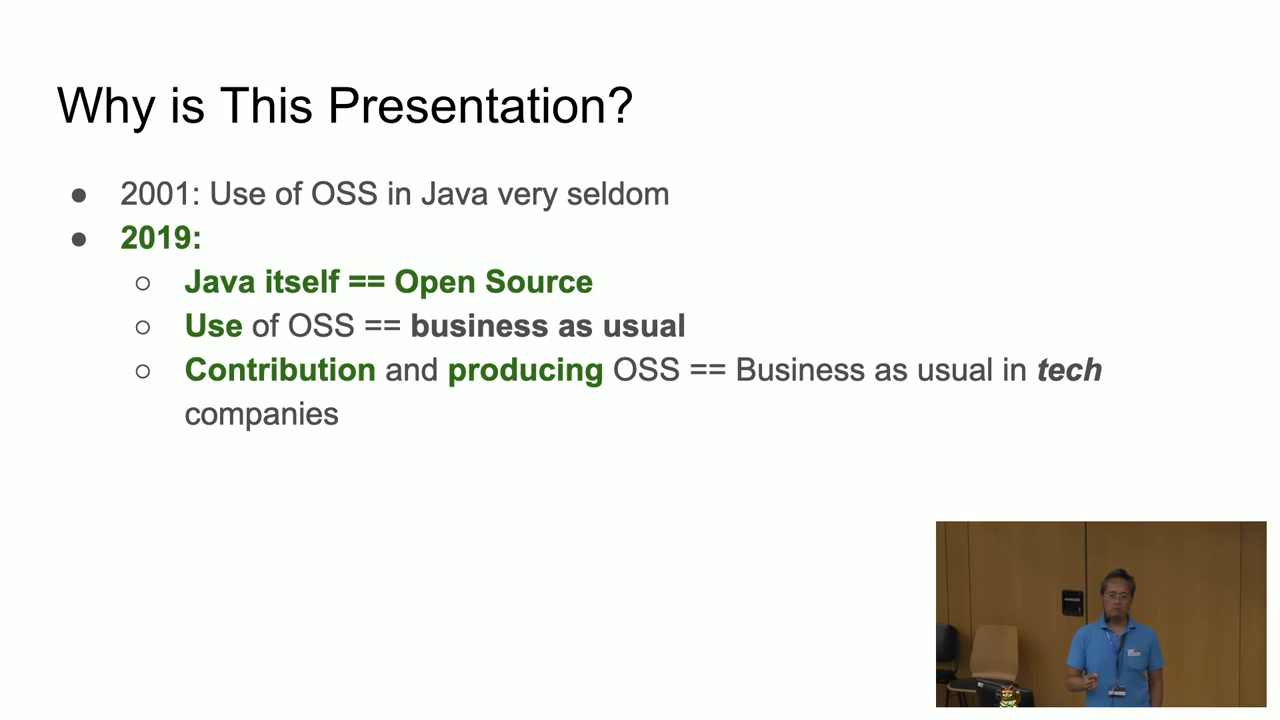 Why is This Presentation?
● 2001: Use of OSS in Java very seldom
● 2019:
○ Java itself == Open Source
○ Use of OSS == business as usual
○ Contribution and producing OSS == Business as usual in tech
companies